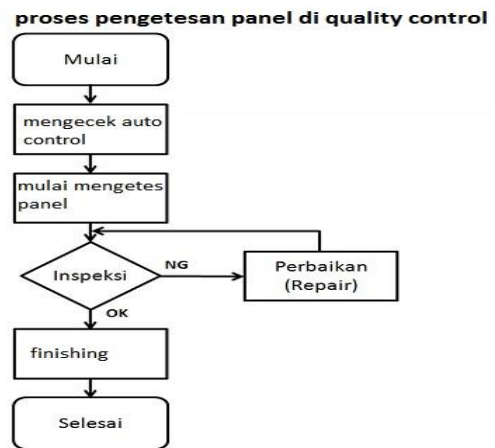 proses pengetesan panel di quality control
Mulai
mengecek auto
control
mulai mengetes
panel
Inspeksi
NG
Perbaikan
(Repair)
OK
finishing
Selesai